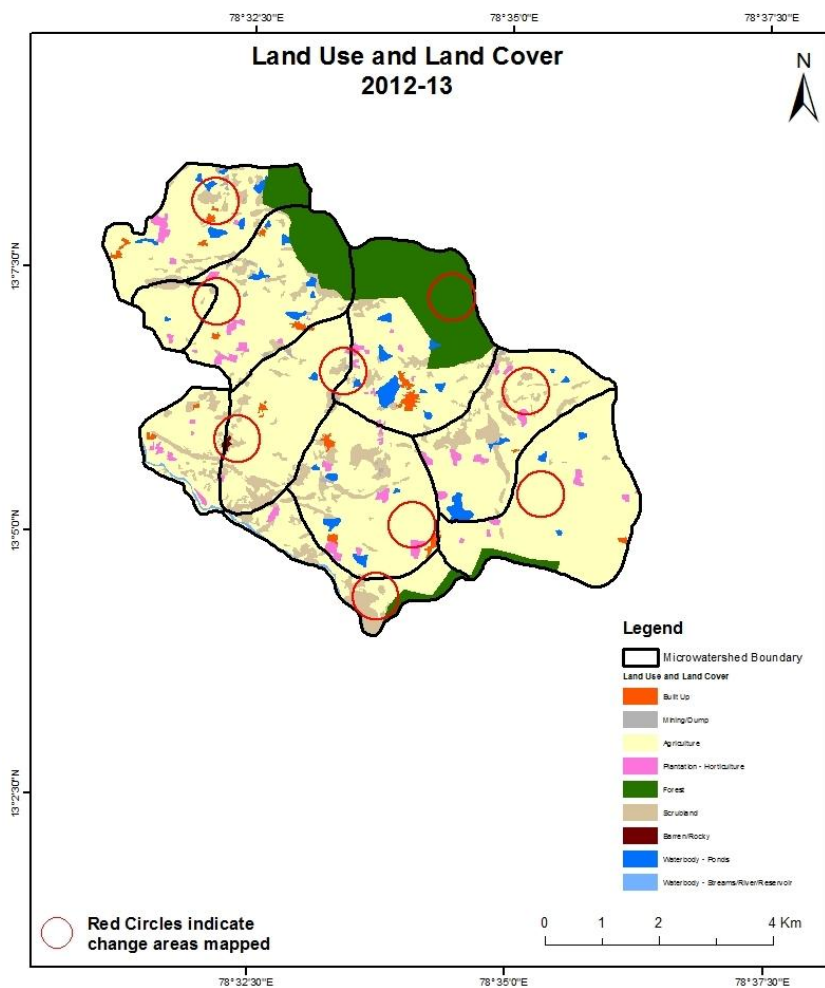 78°32'30"E 78°35'0"E 78°37'30"E
Land Use and Land Cover
2012-13
N
13°7'30"N
13°5'0"N
13°2'30"N
Legend
Microwatershed Boundary
Land Use and Land Cover
Built Up
Mining/Dump
Agriculture
Plantation - Horticulture
Forest
Scrubland
Barren/Rocky
Waterbody - Ponds
Waterbody - Streams/River/Reservoir
Red Circles indicate
change areas mapped
0 1 2 4 Km
78°32'30"E 78°35'0"E 78°37'30"E